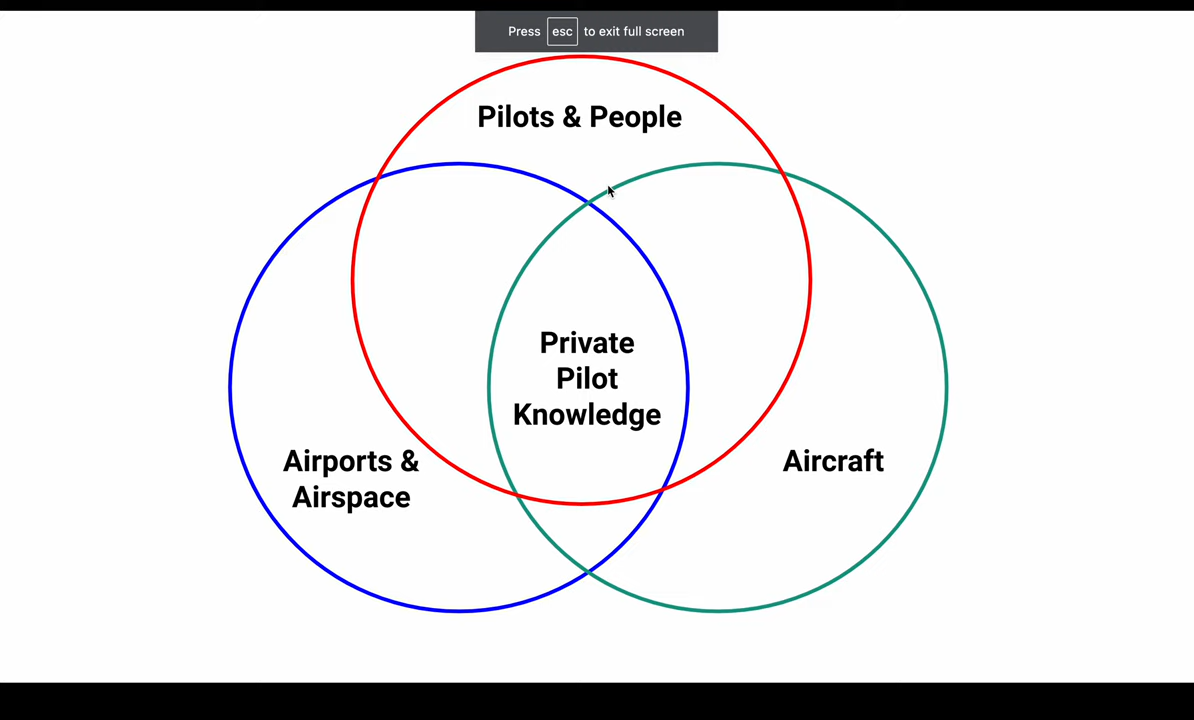 Press esc to exit full screen
Pilots & People
Private
Pilot
Knowledge
Airports &
Airspace
Aircraft